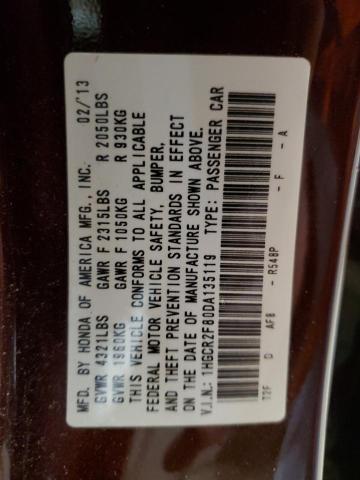 MFD. BY HONDA OF AMERICA MFG., INC. 02/'13
GVWR 4321LBS GAWR F 2315LBS R 2050LBS
GVWR 1960KG GAWR F 1050KG R 930KG
THIS VEHICLE CONFORMS TO ALL APPLICABLE
FEDERAL MOTOR VEHICLE SAFETY, BUMPER,
AND THEFT PREVENTION STANDARDS IN EFFECT
ON THE DATE OF MANUFACTURE SHOWN ABOVE.
V.I.N.: 1HGCR2F80DA135119 TYPE: PASSENGER CAR
T2F D AF8 - R548P - F - A